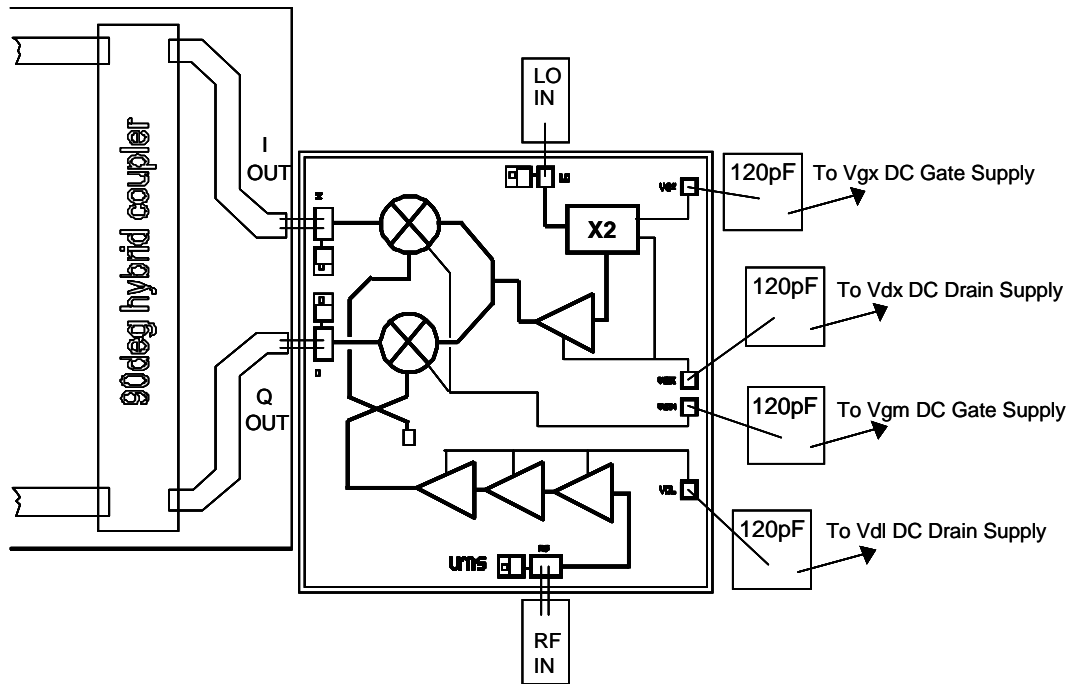 90deg hybrid coupler
I
OUT
Q
OUT
LO
IN
X2
120pF
To Vgx DC Gate Supply
120pF
To Vdx DC Drain Supply
120pF
To Vgm DC Gate Supply
120pF
To Vdl DC Drain Supply
ums
RF
RF
IN